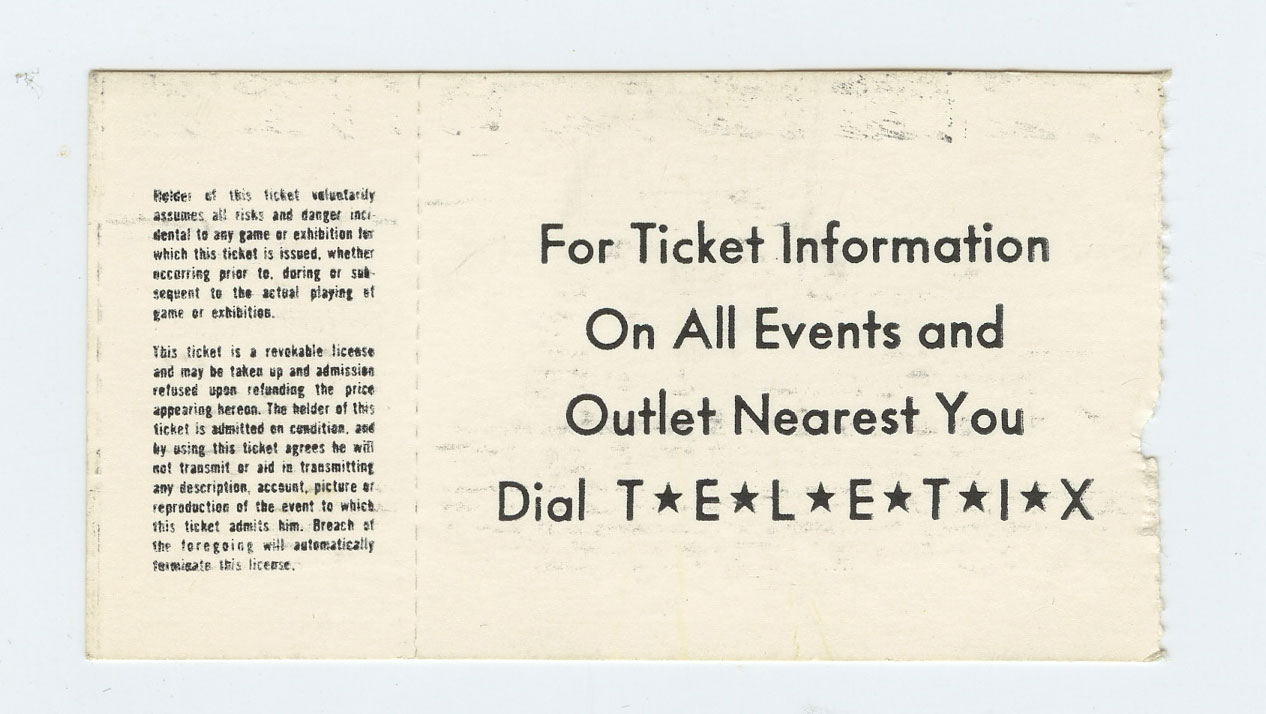 Holder of this ticket voluntarily
assumes all risks and danger inci-
dental to any game or exhibition for
which this ticket is issued, whether
occurring prior to, during or sub-
sequent to the actual playing of
game or exhibition.
This ticket is a revokable license
and may be taken up and admission
refused upon refunding the price
appearing hereon. The holder of this
ticket is admitted on condition, and
by using this ticket agrees he will
not transmit or aid in transmitting
any description, account, picture or
reproduction of the event to which
this ticket admits him. Breach of
the foregoing will automatically
terminate this license.
For Ticket Information
On All Events and
Outlet Nearest You
Dial T★E★L★E★T★I★X